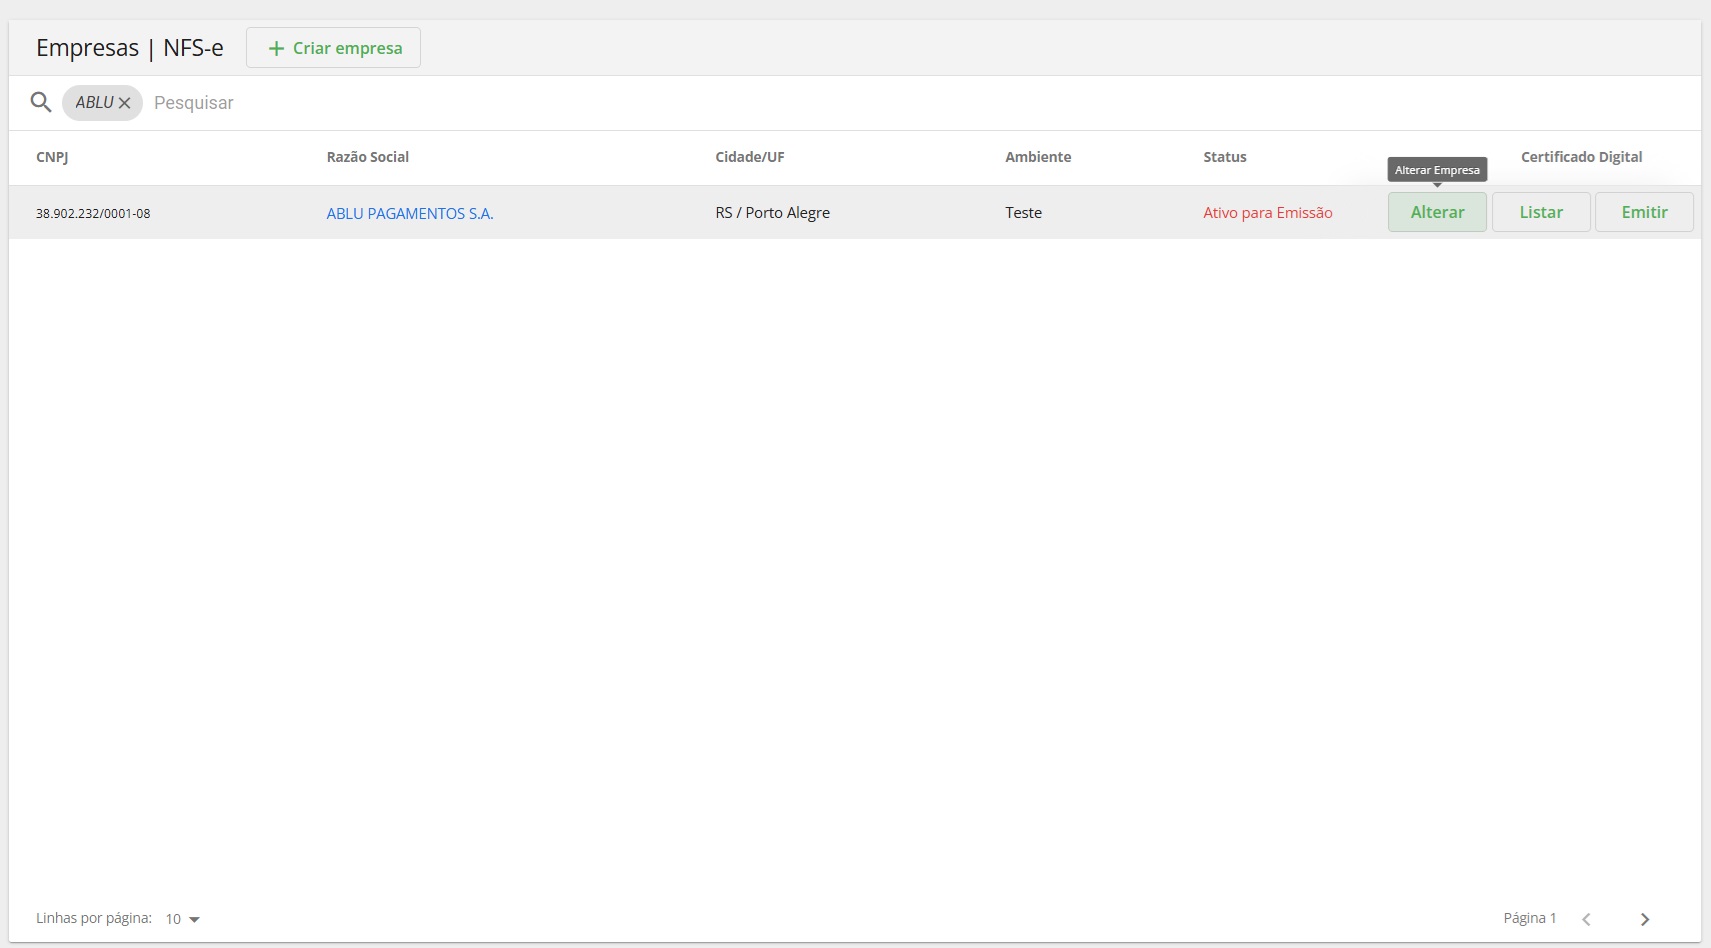 Empresas | NFS-e
+ Criar empresa
ABLU
Pesquisar
CNPJ
Razão Social
Cidade/UF
Ambiente
Status
Certificado Digital
Alterar Empresa
38.902.232/0001-08
ABLU PAGAMENTOS S.A.
RS / Porto Alegre
Teste
Ativo para Emissão
Alterar
Listar
Emitir
Linhas por página: 10
Página 1